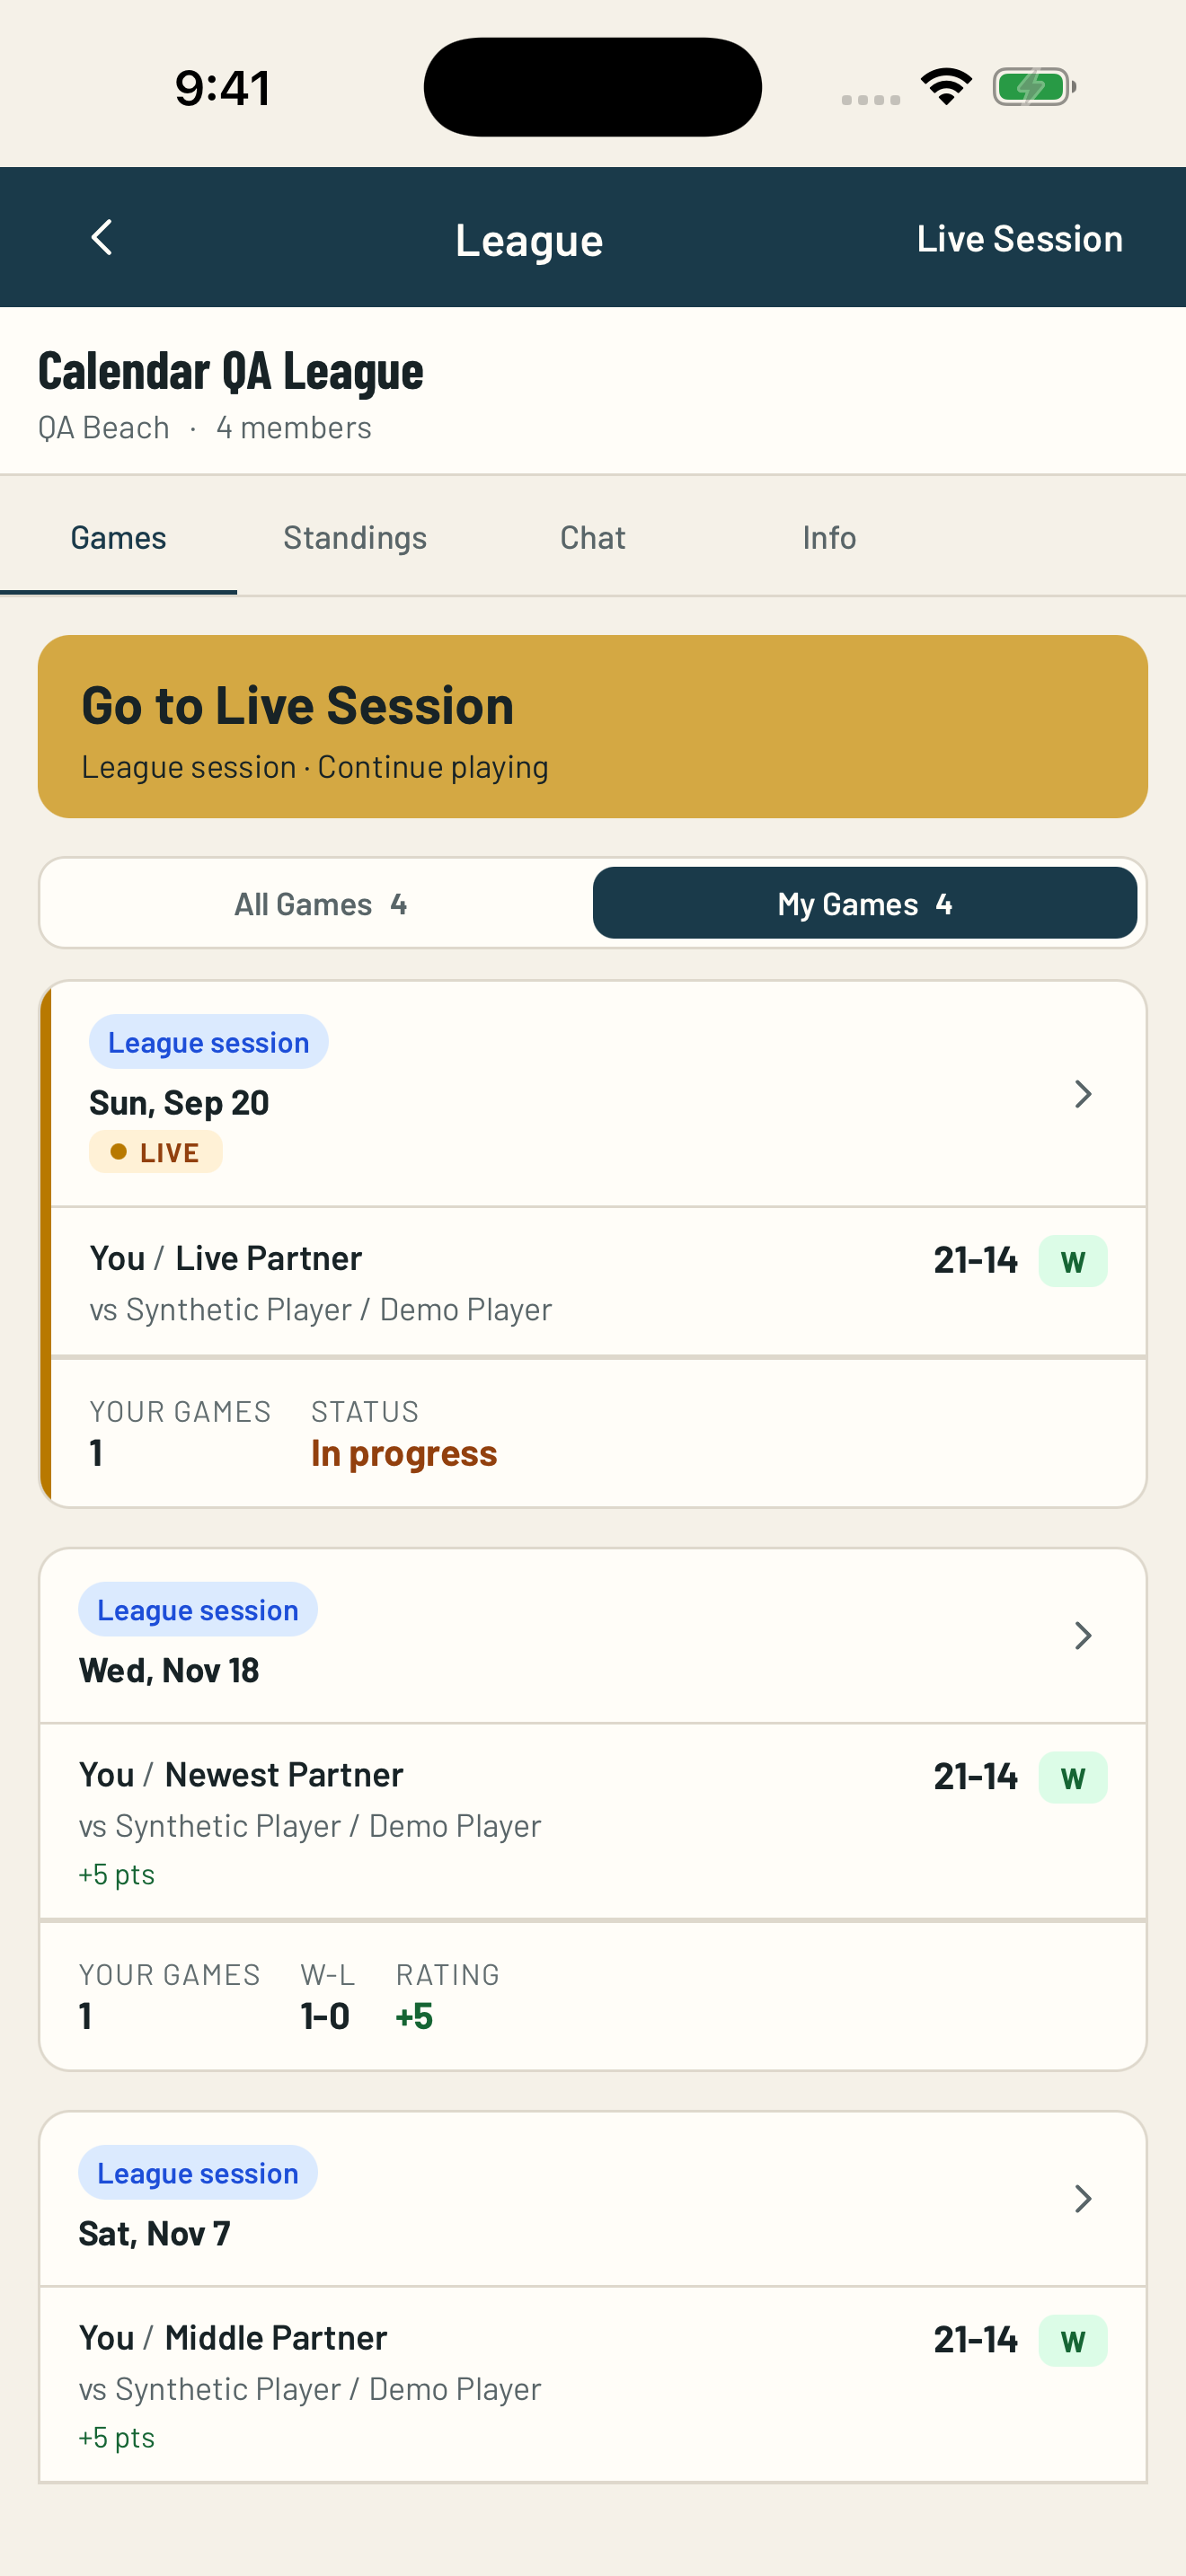 9:41
League
Live Session
Calendar QA League
QA Beach · 4 members
Games Standings Chat Info
Go to Live Session
League session · Continue playing
All Games 4 My Games 4
League session
Sun, Sep 20
LIVE
You / Live Partner 21-14 W
vs Synthetic Player / Demo Player
YOUR GAMES STATUS
1 In progress
League session
Wed, Nov 18
You / Newest Partner 21-14 W
vs Synthetic Player / Demo Player
+5 pts
YOUR GAMES W-L RATING
1 1-0 +5
League session
Sat, Nov 7
You / Middle Partner 21-14 W
vs Synthetic Player / Demo Player
+5 pts